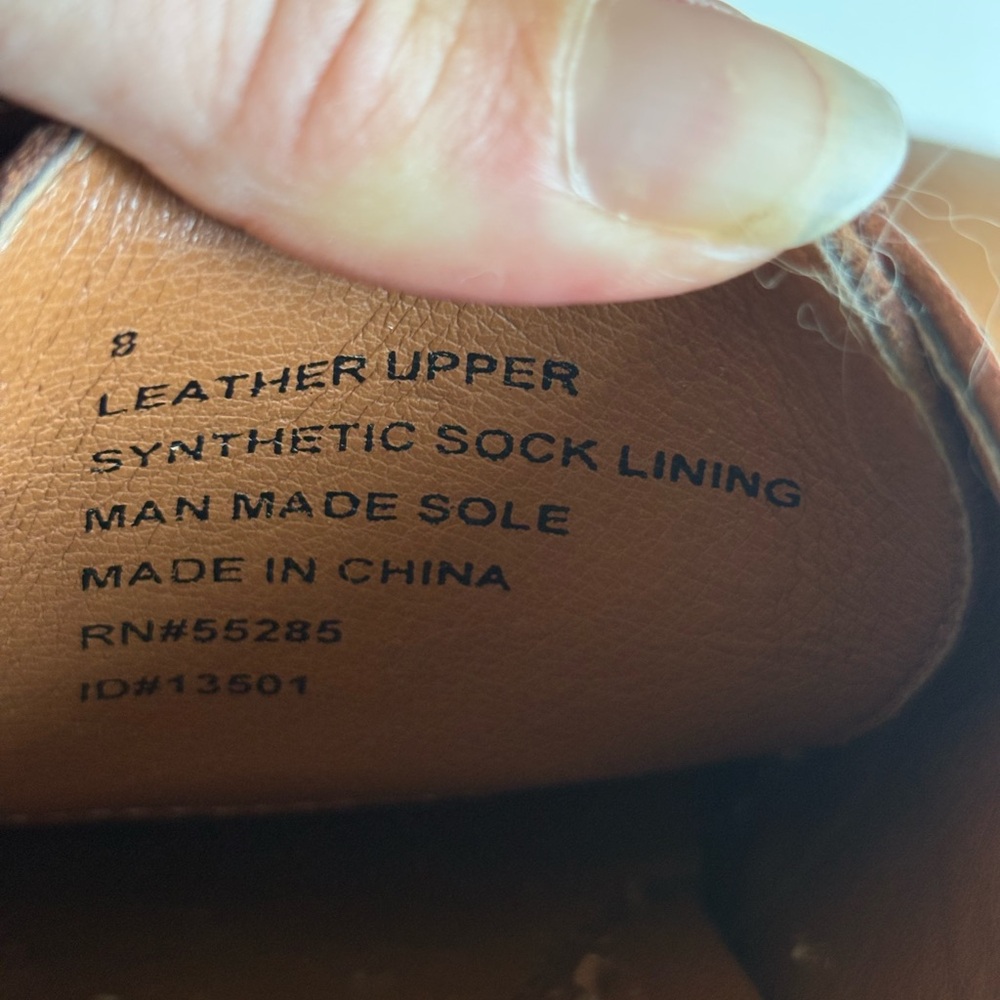 8
LEATHER UPPER
SYNTHETIC SOCK LINING
MAN MADE SOLE
MADE IN CHINA
RN#55285
ID#13501